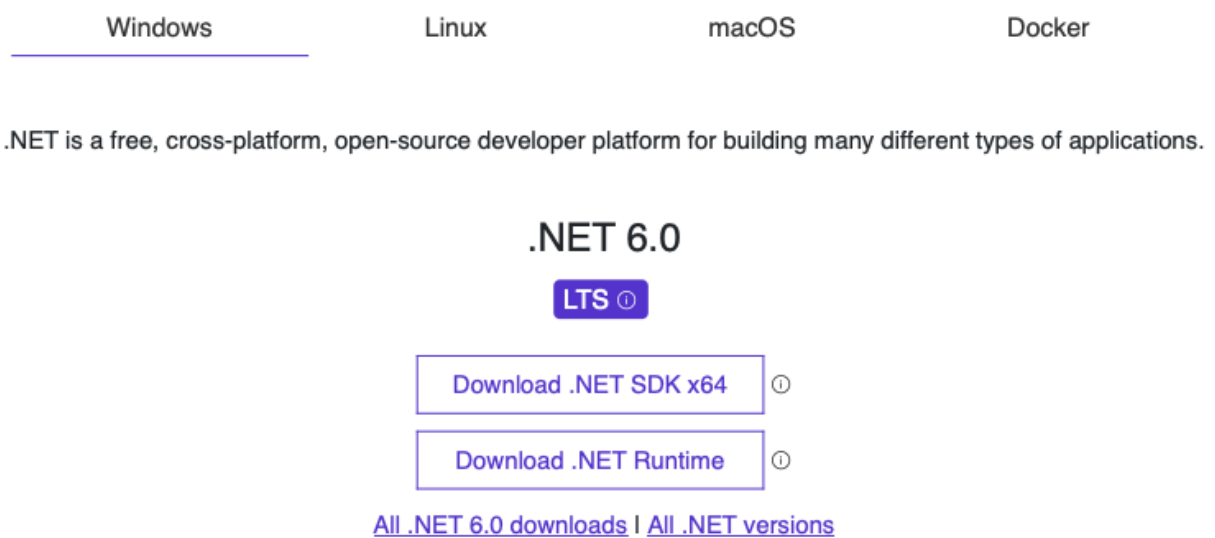 Windows Linux macOS Docker
.NET is a free, cross-platform, open-source developer platform for building many different types of applications.
.NET 6.0
LTS
Download .NET SDK x64
Download .NET Runtime
All .NET 6.0 downloads | All .NET versions